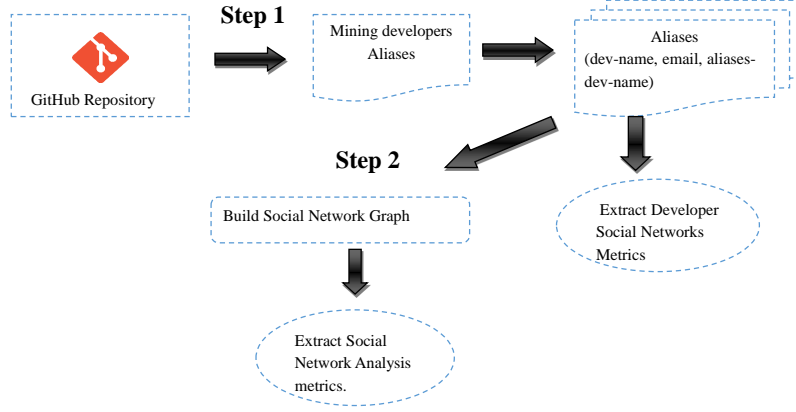 Step 1
GitHub Repository
Mining developers
Aliases
Aliases
(dev-name, email, aliases-
dev-name)
Step 2
Build Social Network Graph
Extract Developer
Social Networks
Metrics
Extract Social
Network Analysis
metrics.